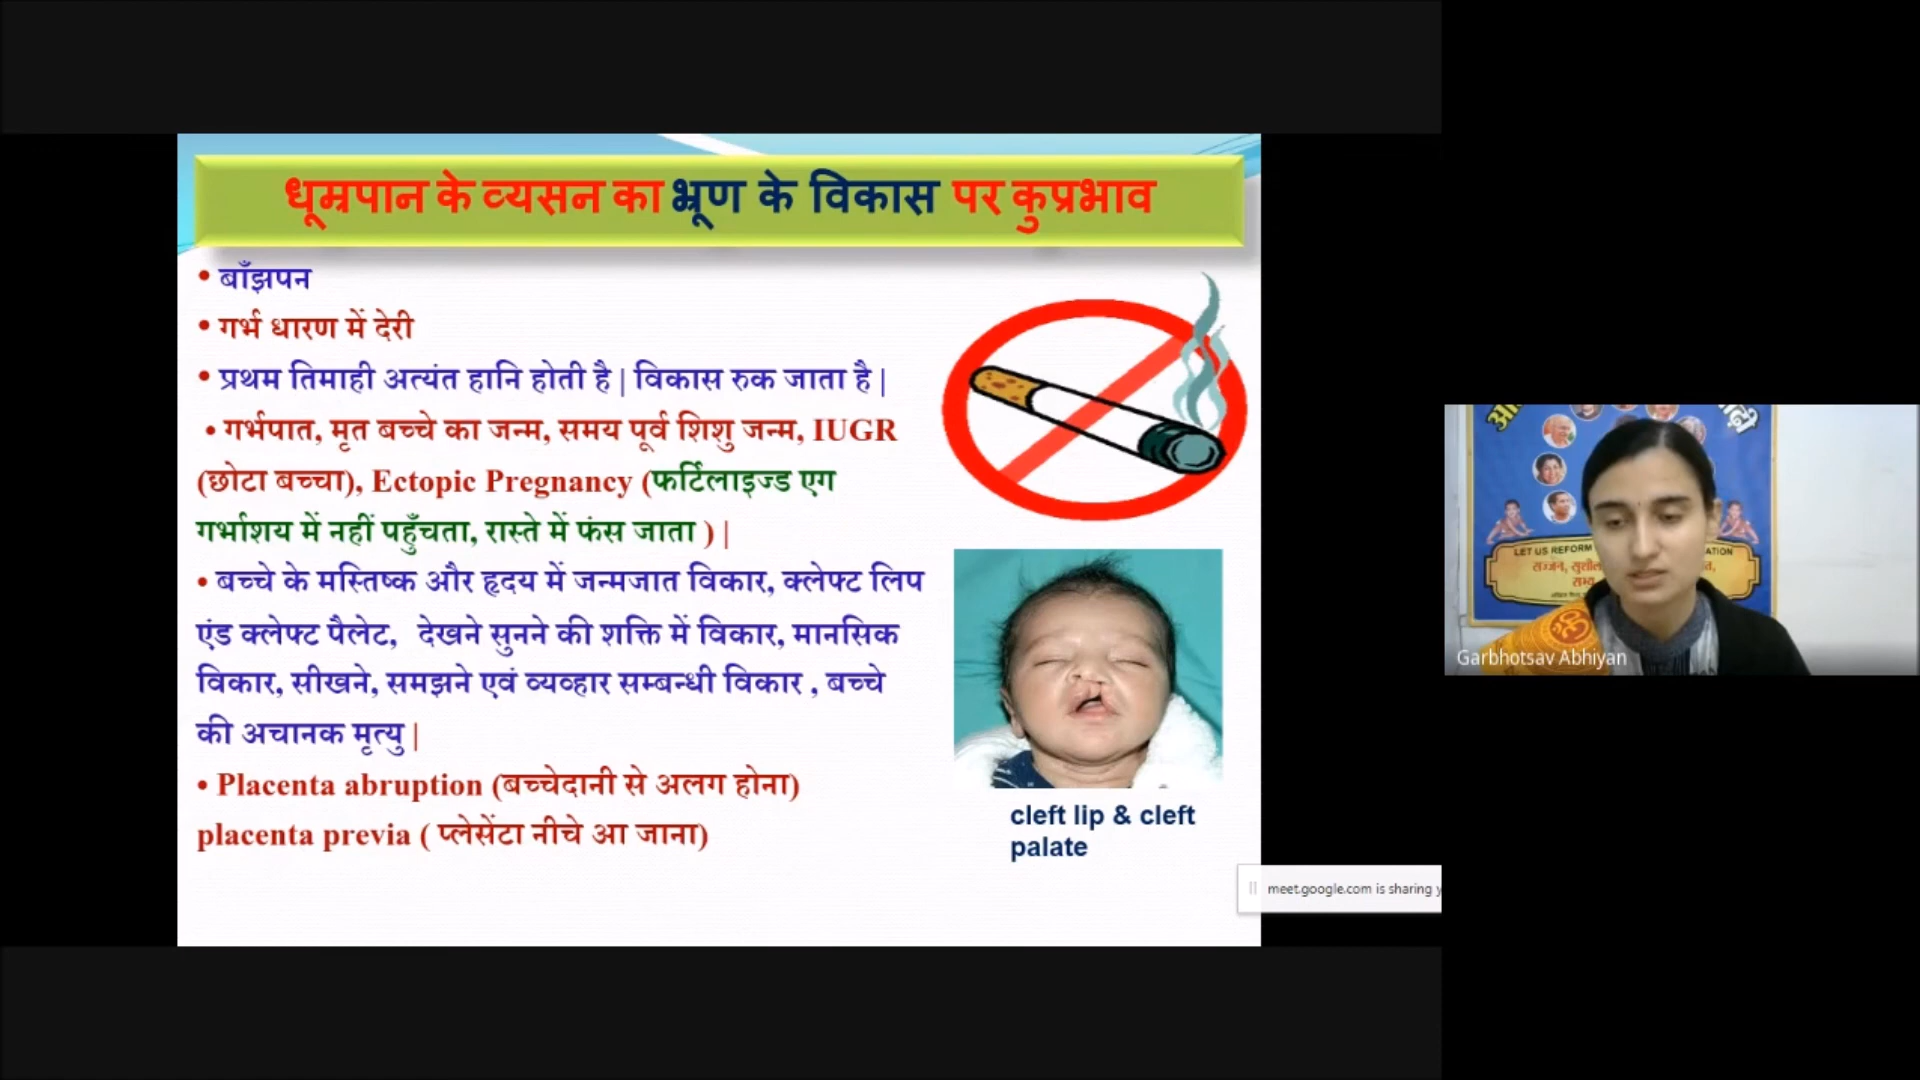 धूम्रपान के व्यसन का भ्रूण के विकास पर कुप्रभाव
• बाँझपन
• गर्भ धारण में देरी
• प्रथम तिमाही अत्यंत हानि होती है | विकास रुक जाता है |
• गर्भपात, मृत बच्चे का जन्म, समय पूर्व शिशु जन्म, IUGR
(छोटा बच्चा), Ectopic Pregnancy (फर्टिलाइज्ड एग
गर्भाशय में नहीं पहुँचता, रास्ते में फंस जाता ) |
• बच्चे के मस्तिष्क और हृदय में जन्मजात विकार, क्लेफ्ट लिप
एंड क्लेफ्ट पैलेट, देखने सुनने की शक्ति में विकार, मानसिक
विकार, सीखने, समझने एवं व्यव्हार सम्बन्धी विकार , बच्चे
की अचानक मृत्यु |
• Placenta abruption (बच्चेदानी से अलग होना)
placenta previa ( प्लेसेंटा नीचे आ जाना)
cleft lip & cleft
palate
meet.google.com is sharing y
LET US REFORM
सज्जन,
Garbhotsav Abhiyan